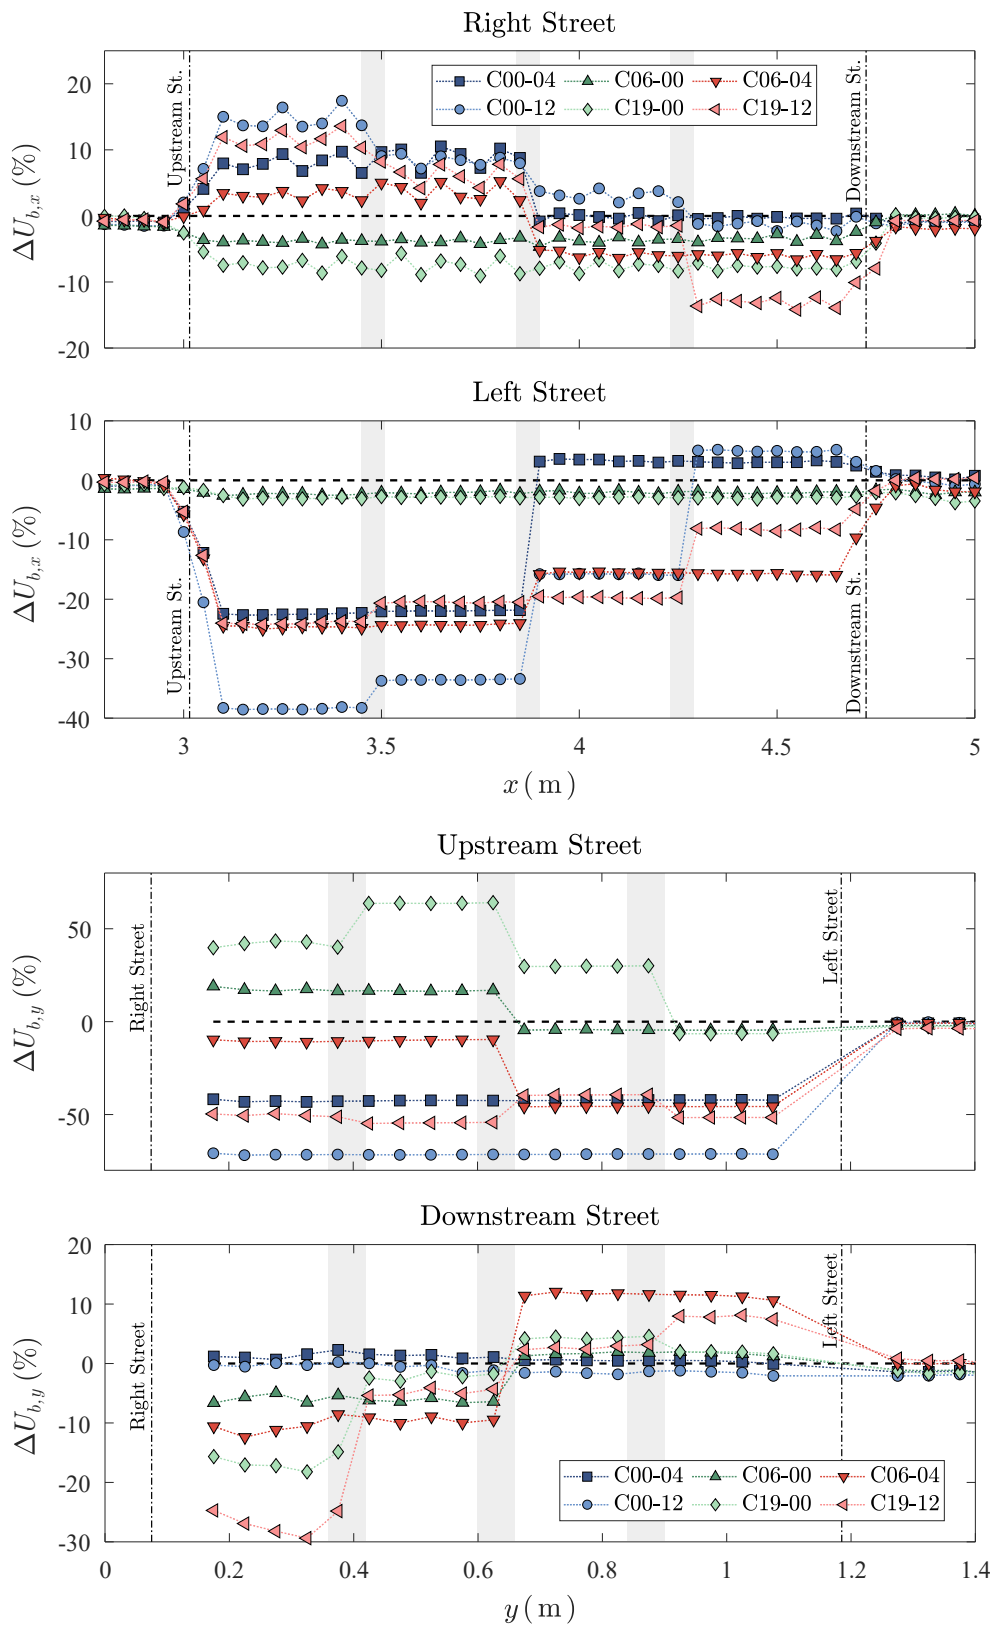 Right Street
20
10
0
-10
-20
ΔU_{b,x} (%)
Upstream St.
Downstream St.
C00-04 C06-00 C06-04
C00-12 C19-00 C19-12
Left Street
10
0
-10
-20
-30
-40
ΔU_{b,x} (%)
Upstream St.
Downstream St.
3 3.5 4 4.5 5
x (m)
Upstream Street
50
0
-50
ΔU_{b,y} (%)
Right Street
Left Street
Downstream Street
20
10
0
-10
-20
-30
ΔU_{b,y} (%)
Right Street
Left Street
C00-04 C06-00 C06-04
C00-12 C19-00 C19-12
0 0.2 0.4 0.6 0.8 1 1.2 1.4
y (m)